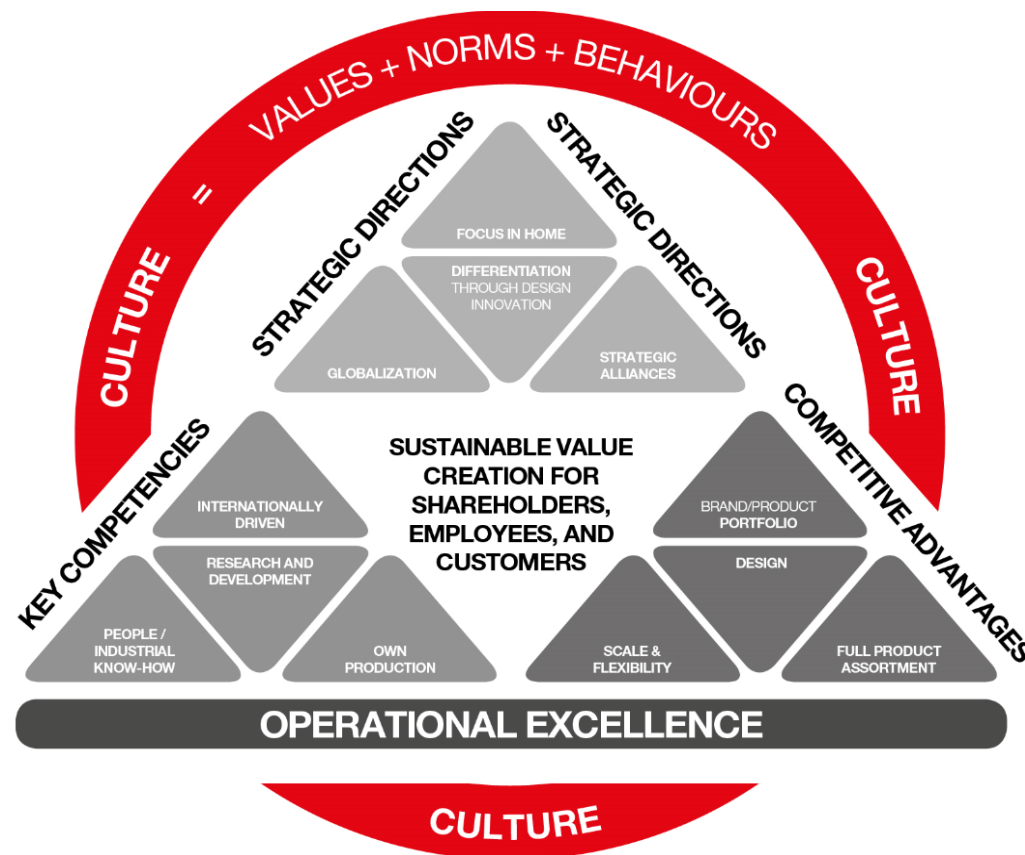 CULTURE = VALUES + NORMS + BEHAVIOURS
CULTURE
STRATEGIC DIRECTIONS
STRATEGIC DIRECTIONS
FOCUS IN HOME
DIFFERENTIATION
THROUGH DESIGN
INNOVATION
GLOBALIZATION
STRATEGIC
ALLIANCES
KEY COMPETENCIES
INTERNATIONALLY
DRIVEN
RESEARCH AND
DEVELOPMENT
PEOPLE /
INDUSTRIAL
KNOW-HOW
OWN
PRODUCTION
SUSTAINABLE VALUE
CREATION FOR
SHAREHOLDERS,
EMPLOYEES, AND
CUSTOMERS
COMPETITIVE ADVANTAGES
BRAND/PRODUCT
PORTFOLIO
DESIGN
SCALE &
FLEXIBILITY
FULL PRODUCT
ASSORTMENT
OPERATIONAL EXCELLENCE
CULTURE